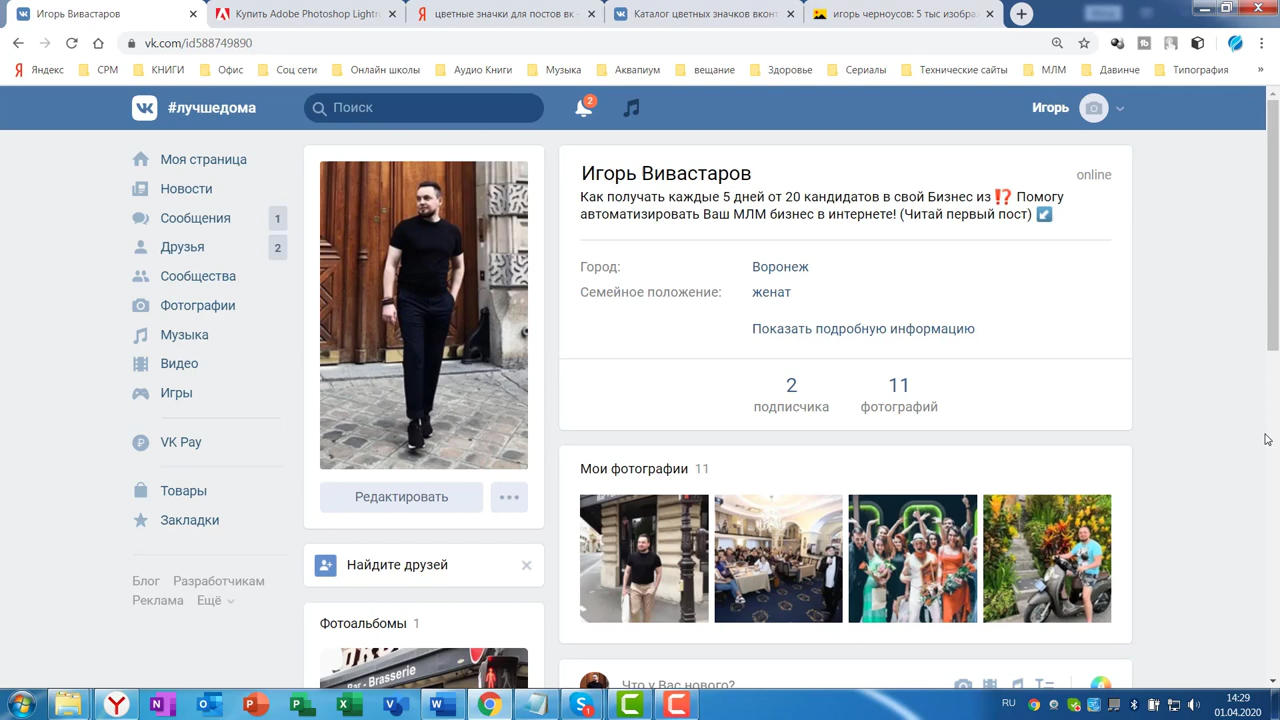 Игорь Вивастаров
Купить Adobe Photoshop Lightr
цветные значки для постов вк -
Каталог цветных значков вкон
игорь черноусов: 5 тыс изобра
vk.com/id588749890
Яндекс
СРМ
КНИГИ
Офис
Соц сети
Онлайн школы
Аудио Книги
Музыка
Аквапиум
вещание
Здоровье
Сериалы
Технические сайты
МЛМ
Давинче
Типография
»
#лучшедома
Поиск
2
Игорь
Моя страница
Новости
Сообщения 1
Друзья 2
Сообщества
Фотографии
Музыка
Видео
Игры
VK Pay
Товары
Закладки
Блог Разработчикам
Реклама Ещё
Редактировать
Найдите друзей
Фотоальбомы 1
Bar - Brasserie
Игорь Вивастаров
online
Как получать каждые 5 дней от 20 кандидатов в свой Бизнес из ⁉ Помогу
автоматизировать Ваш МЛМ бизнес в интернете! (Читай первый пост) ↙
Город: Воронеж
Семейное положение: женат
Показать подробную информацию
2 11
подписчика фотографий
Мои фотографии 11
Что у Вас нового?
RU
14:29
01.04.2020